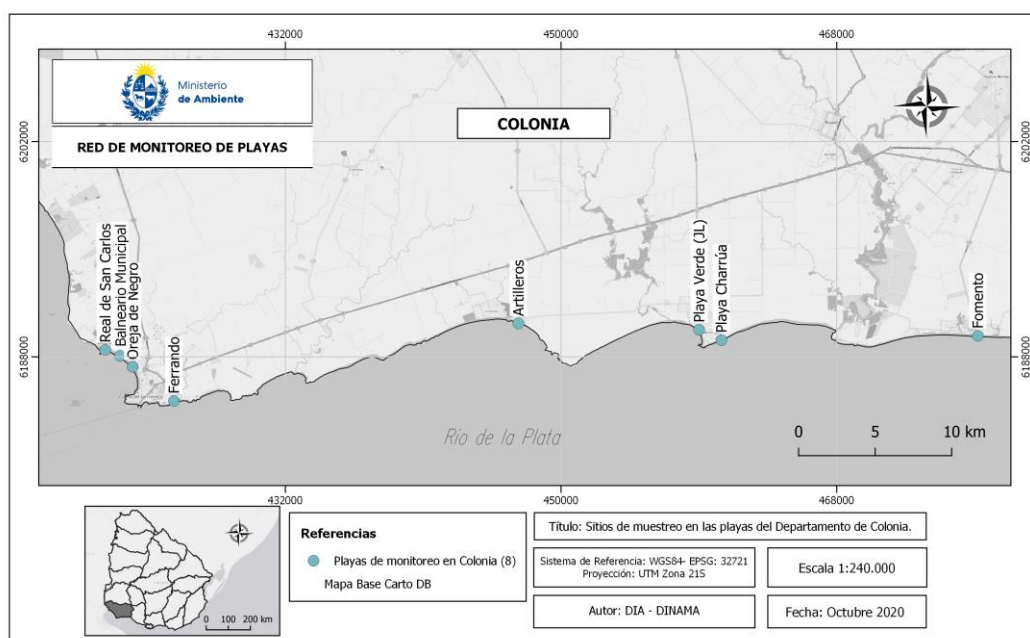 432000
450000
468000
Ministerio
de Ambiente
RED DE MONITOREO DE PLAYAS
COLONIA
6202000
6202000
Real de San Carlos
Balneario Municipal
Oreja de Negro
Ferrando
Artilleros
Playa Verde (JL)
Playa Charrúa
Fomento
6188000
6188000
Río de la Plata
0 5 10 km
432000
450000
468000
Referencias
Playas de monitoreo en Colonia (8)
Mapa Base Carto DB
0 100 200 km
Título: Sitios de muestreo en las playas del Departamento de Colonia.
Sistema de Referencia: WGS84- EPSG: 32721
Proyección: UTM Zona 21S
Escala 1:240.000
Autor: DIA - DINAMA
Fecha: Octubre 2020